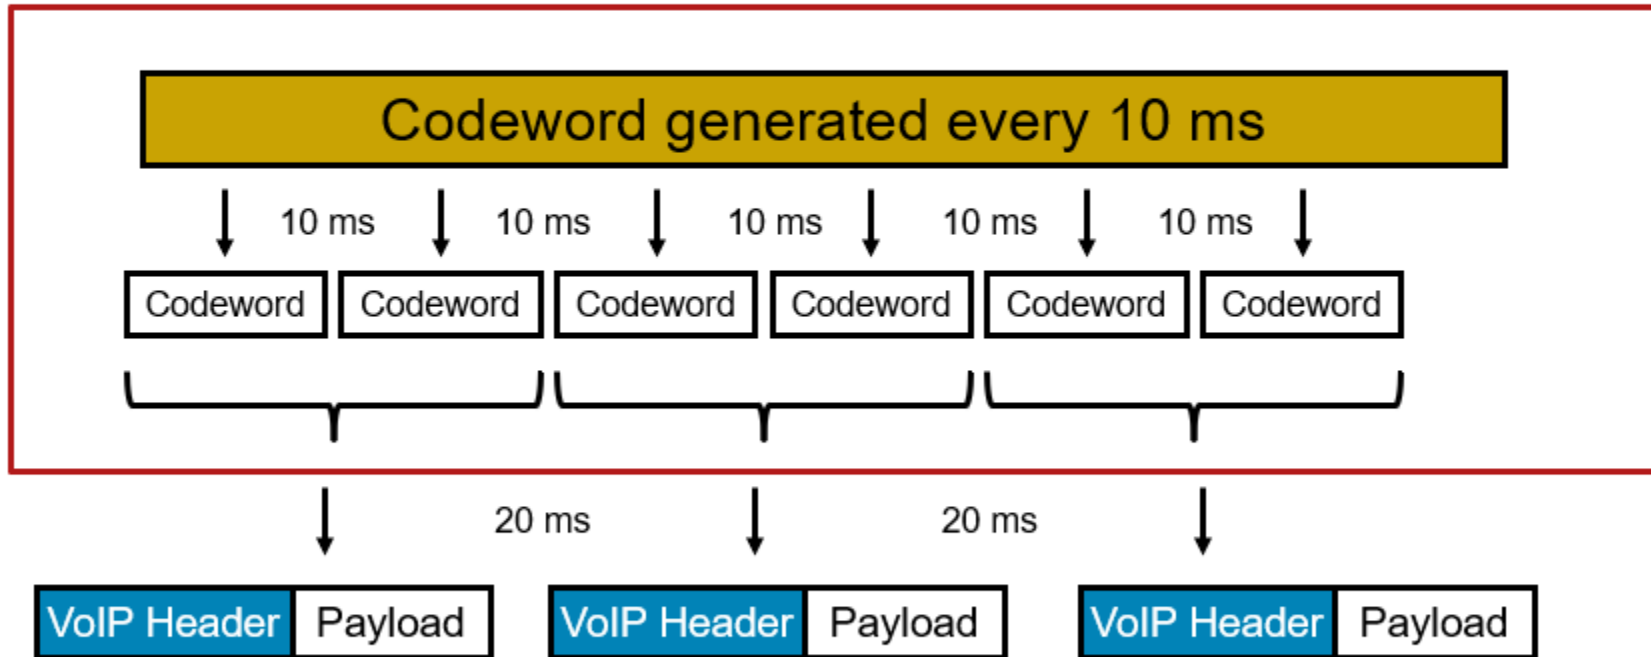 Codeword generated every 10 ms
10 ms 10 ms 10 ms 10 ms 10 ms
Codeword Codeword Codeword Codeword Codeword Codeword
20 ms 20 ms
VoIP Header Payload VoIP Header Payload VoIP Header Payload